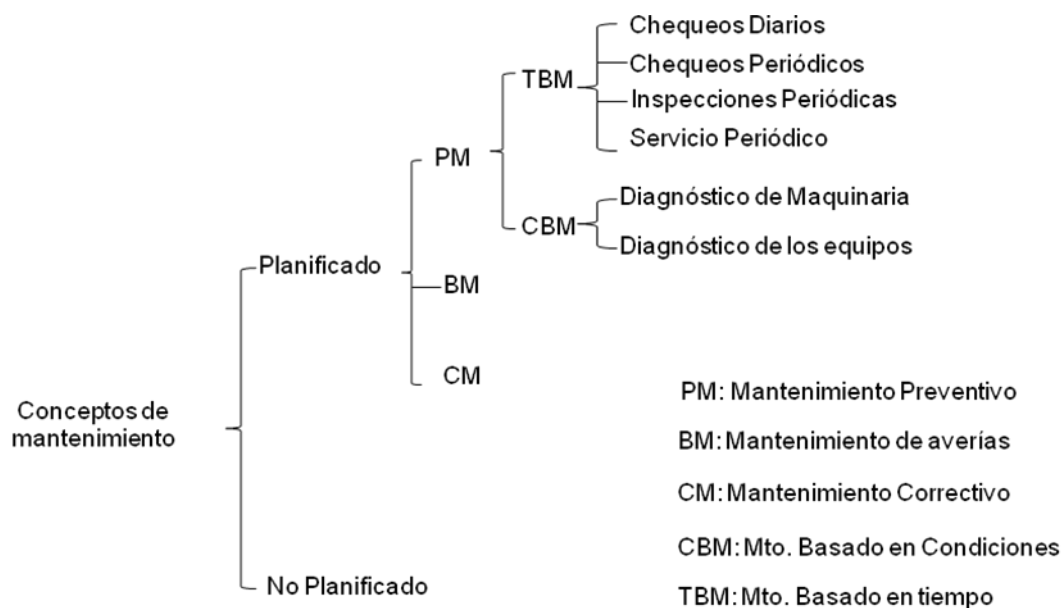 Chequeos Diarios
Chequeos Periódicos
TBM
Inspecciones Periódicas
Servicio Periódico
PM
Diagnóstico de Maquinaria
CBM
Diagnóstico de los equipos
Planificado
BM
CM
Conceptos de
mantenimiento
No Planificado
PM: Mantenimiento Preventivo
BM: Mantenimiento de averías
CM: Mantenimiento Correctivo
CBM: Mto. Basado en Condiciones
TBM: Mto. Basado en tiempo